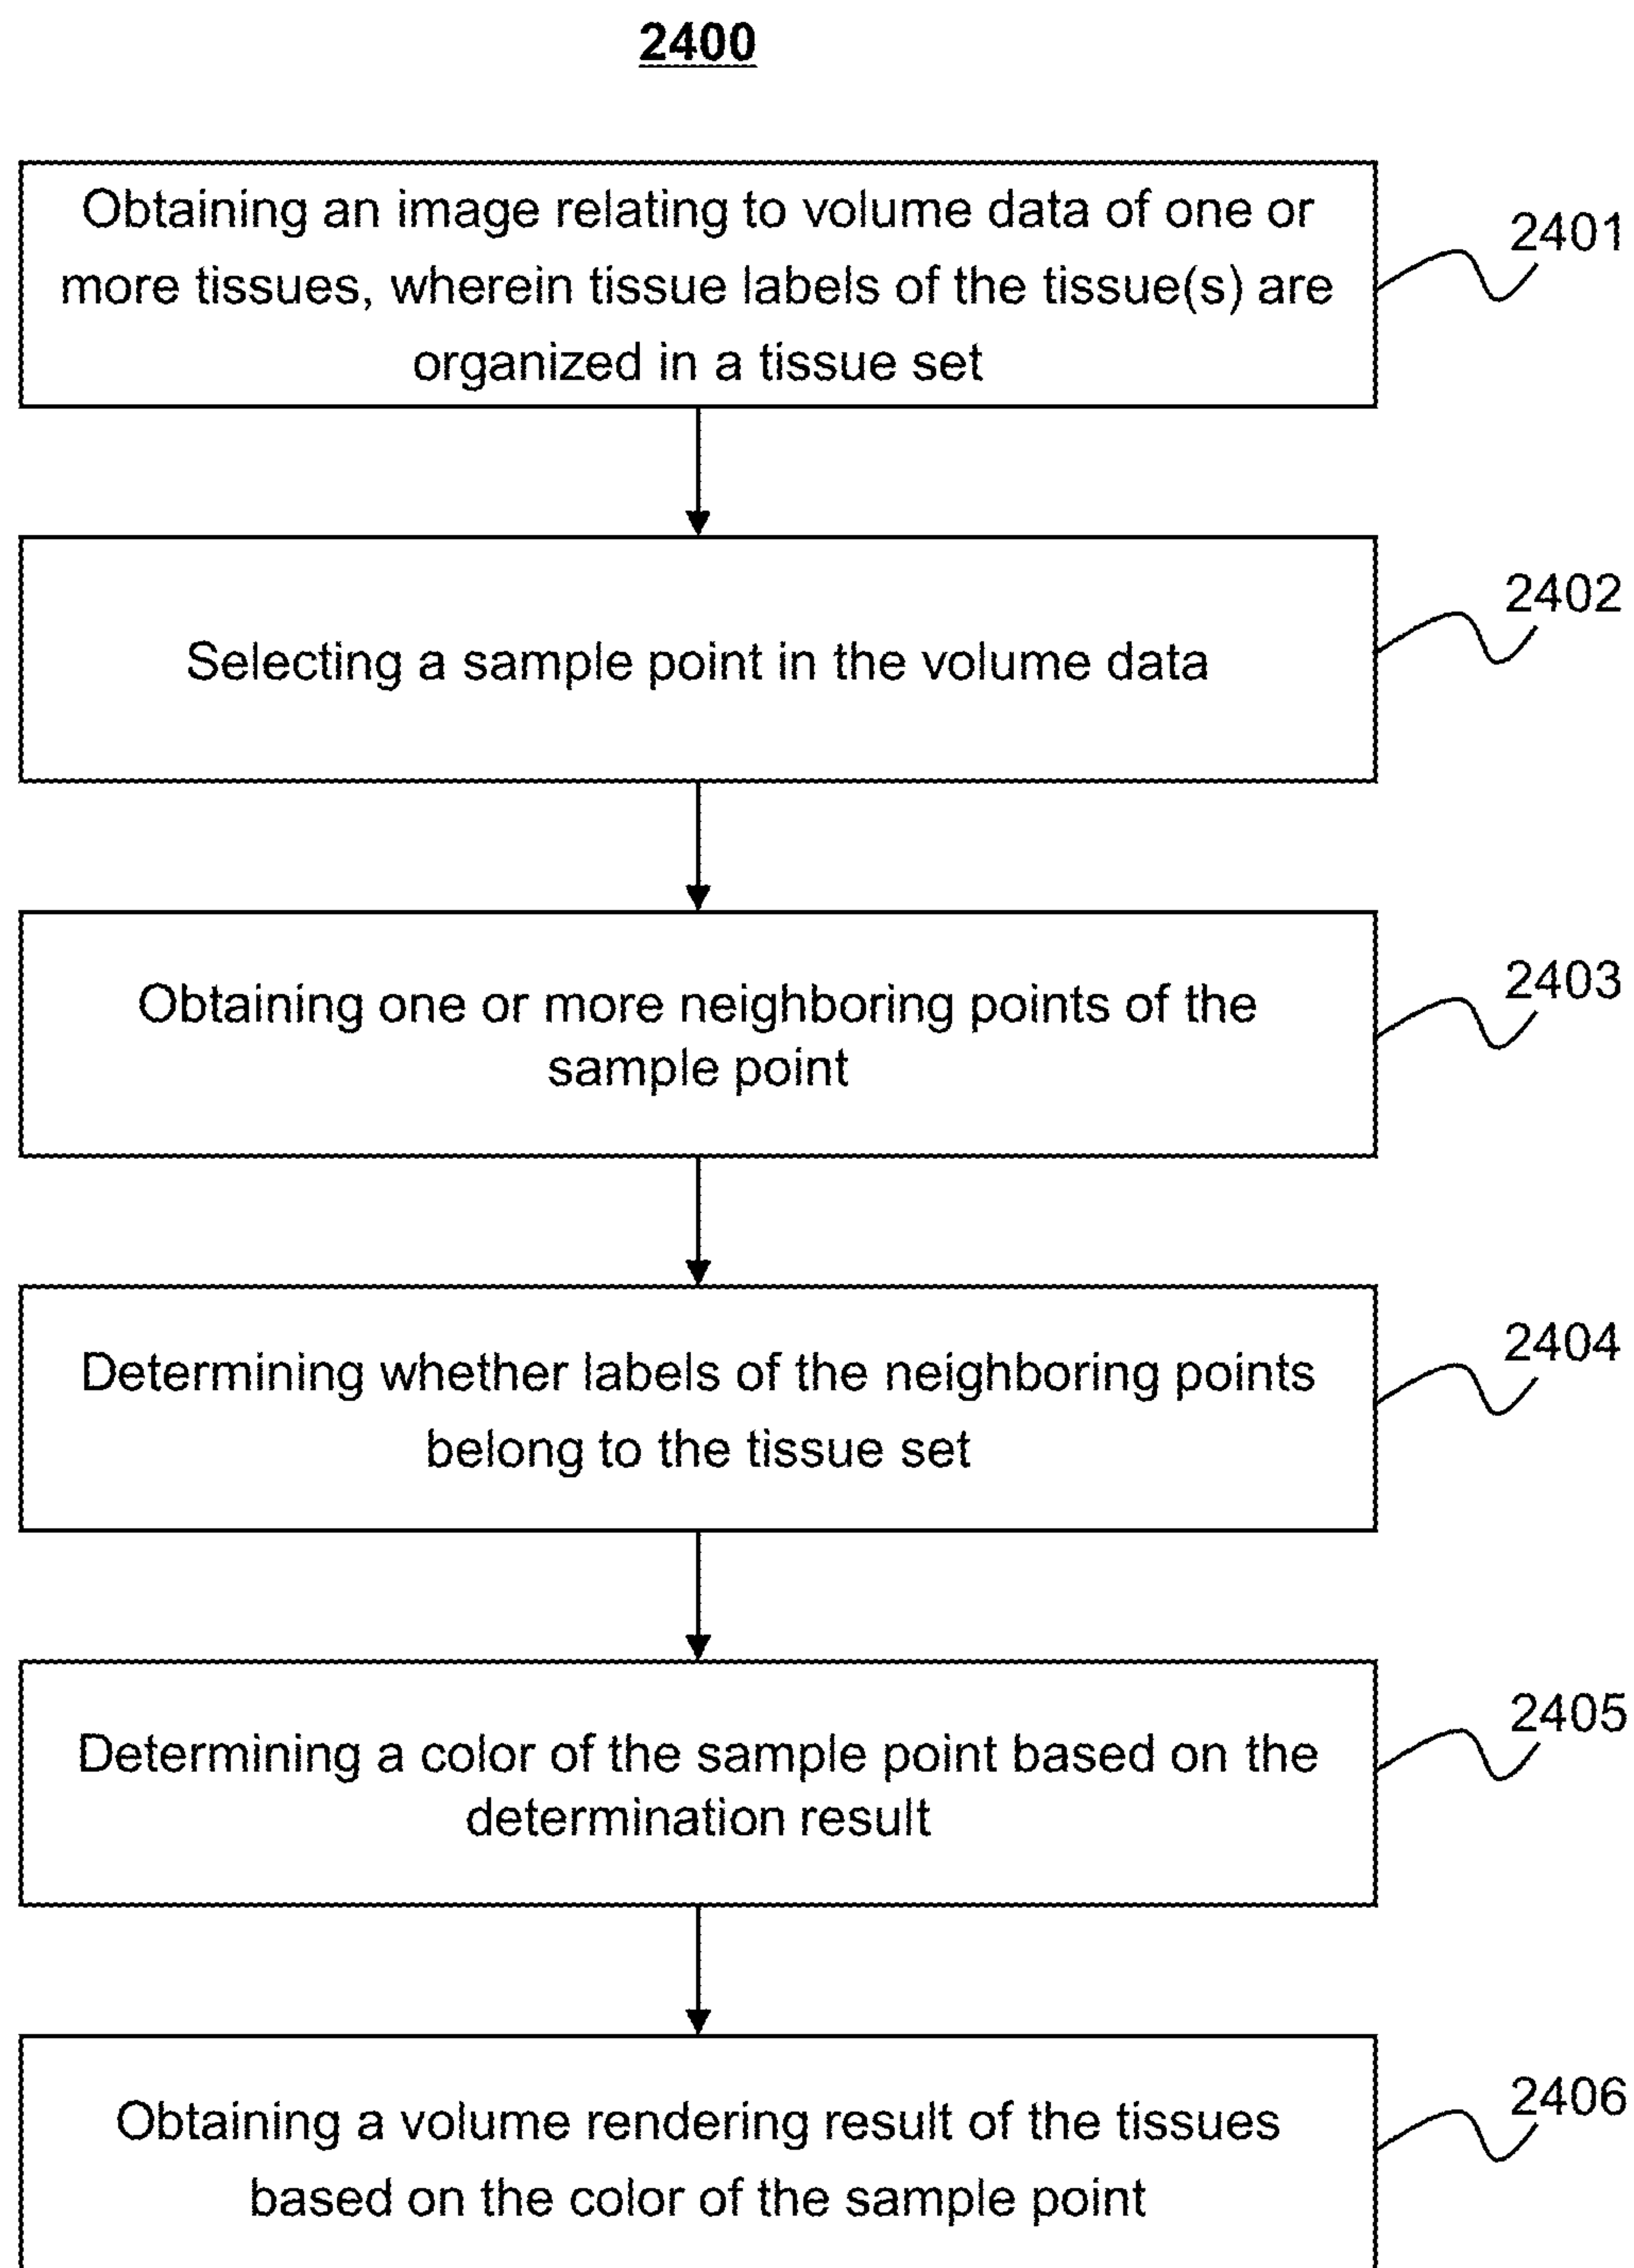 2400
Obtaining an image relating to volume data of one or
more tissues, wherein tissue labels of the tissue(s) are
organized in a tissue set
2401
Selecting a sample point in the volume data
2402
Obtaining one or more neighboring points of the
sample point
2403
Determining whether labels of the neighboring points
belong to the tissue set
2404
Determining a color of the sample point based on the
determination result
2405
Obtaining a volume rendering result of the tissues
based on the color of the sample point
2406